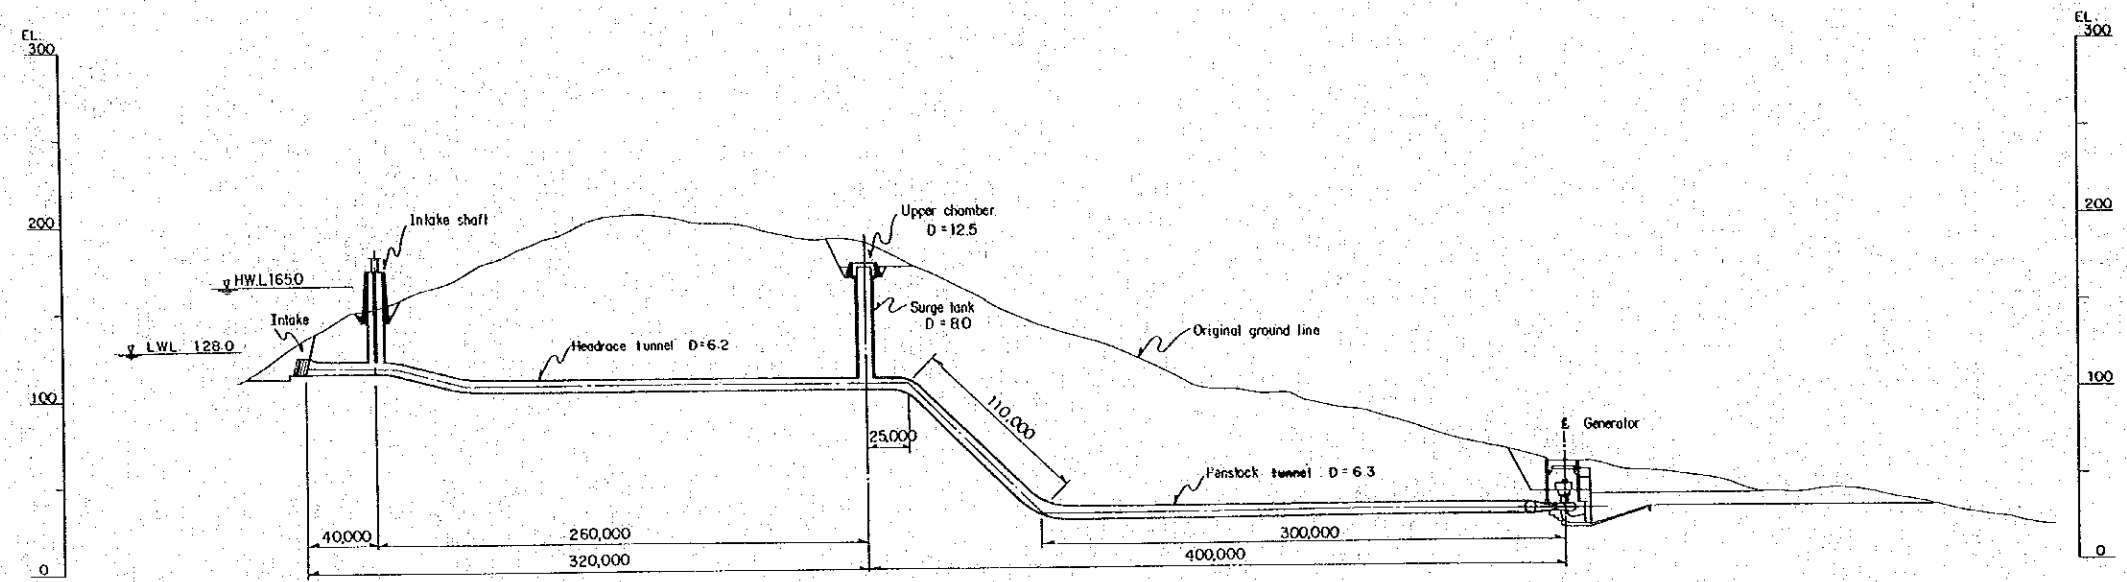 EL.
300
200
100
0
EL.
300
200
100
0
Intake shaft
H.W.L 165.0
Intake
L.W.L. 128.0
Headrace tunnel D=6.2
Upper chamber
D=12.5
Surge tank
D=8.0
Original ground line
110,000
25,000
Penstock tunnel D=6.3
Generator
40,000
260,000
320,000
300,000
400,000